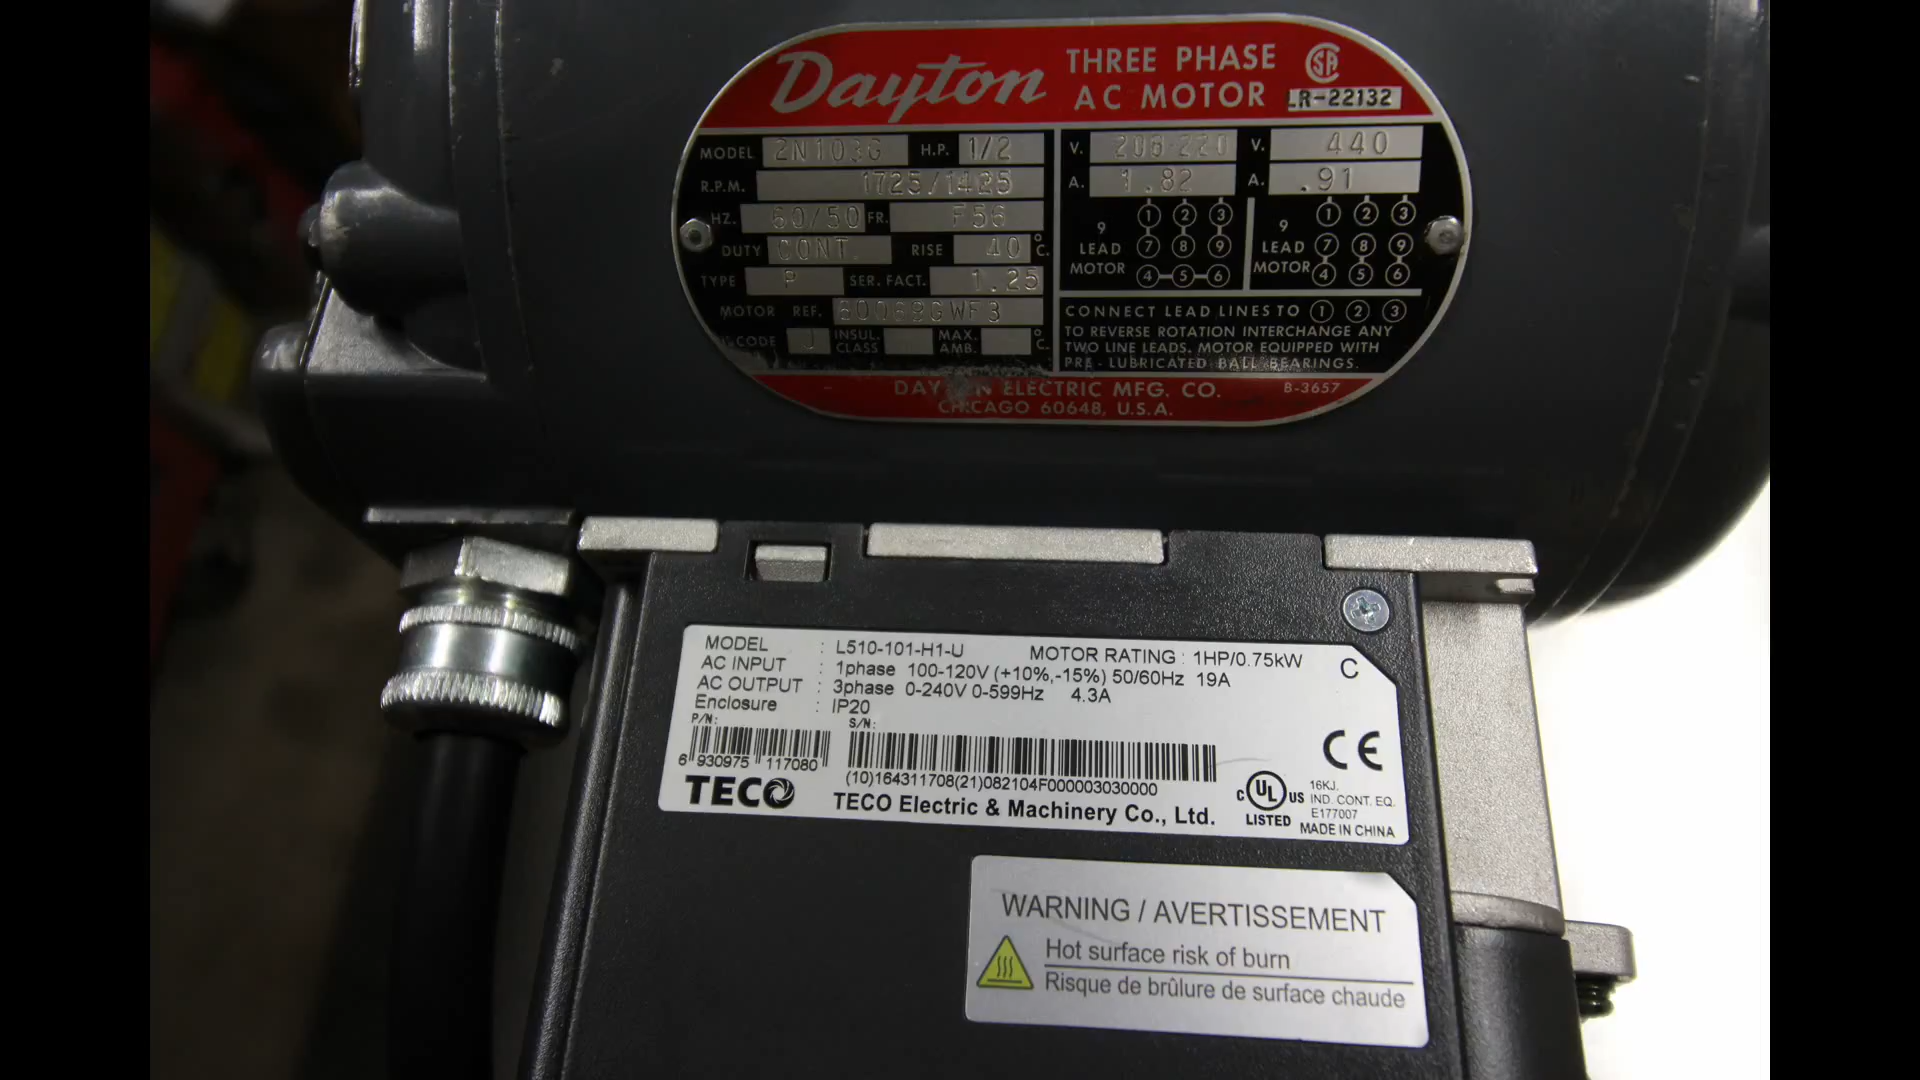 Dayton THREE PHASE AC MOTOR SA
LR-22132
MODEL 2N103G H.P. 1/2
R.P.M. 1725/1425
HZ. 60/50 FR. F56
DUTY CONT. RISE 40 °C.
TYPE P SER. FACT. 1.25
MOTOR REF.
CODE J INSUL. CLASS MAX. AMB. °C.
V. 208-220 V. 440
A. 1.82 A. .91
9 LEAD MOTOR 1 2 3 7 8 9 4-5-6
9 LEAD MOTOR 1 2 3 7 8 9 4 5 6
CONNECT LEAD LINES TO 1 2 3
TO REVERSE ROTATION INTERCHANGE ANY
TWO LINE LEADS. MOTOR EQUIPPED WITH
PRE-LUBRICATED BALL BEARINGS.
DAYTON ELECTRIC MFG. CO. B-3657
CHICAGO 60648, U.S.A.
MODEL : L510-101-H1-U MOTOR RATING : 1HP/0.75kW C
AC INPUT : 1phase 100-120V (+10%,-15%) 50/60Hz 19A
AC OUTPUT : 3phase 0-240V 0-599Hz 4.3A
Enclosure : IP20
P/N: S/N:
6 930975 117080
(10)164311708(21)082104F000003030000
TECO TECO Electric & Machinery Co., Ltd.
CE
C UL US LISTED
16KJ.
IND. CONT. EQ.
E177007
MADE IN CHINA
WARNING / AVERTISSEMENT
Hot surface risk of burn
Risque de brûlure de surface chaude